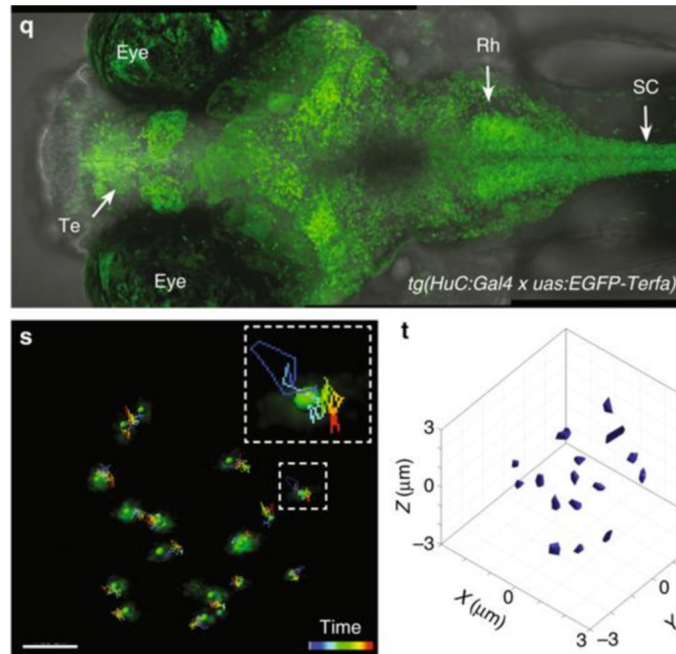 q
Eye
Rh
SC
Te
Eye
tg(HuC:Gal4 x uas:EGFP-Terfa)
s
Time
t
3
0
−3
Z (μm)
X (μm)
0
3
−3
0
Y